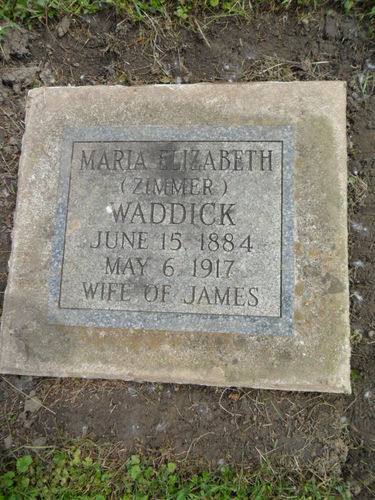 MARIA ELIZABETH
(ZIMMER)
WADDICK
JUNE 15, 1884
MAY 6, 1917
WIFE OF JAMES